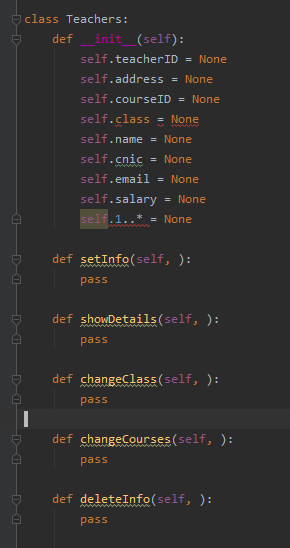 class Teachers:
    def __init__(self):
        self.teacherID = None
        self.address = None
        self.courseID = None
        self.class = None
        self.name = None
        self.cnic = None
        self.email = None
        self.salary = None
        self.1..* = None

    def setInfo(self, ):
        pass

    def showDetails(self, ):
        pass

    def changeClass(self, ):
        pass

    def changeCourses(self, ):
        pass

    def deleteInfo(self, ):
        pass